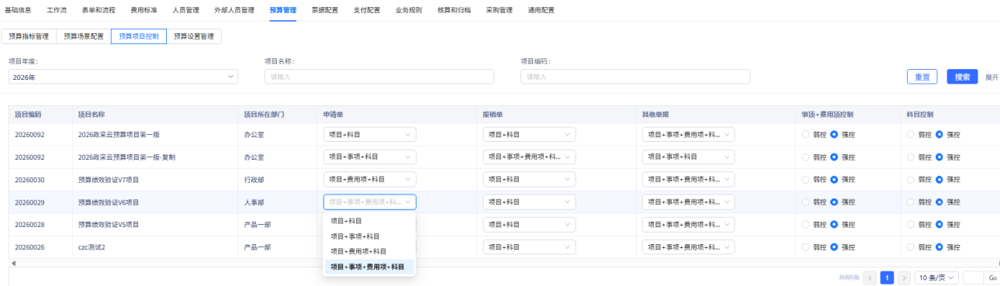 基础信息 工作流 表单和流程 费用标准 人员管理 外部人员管理 预算管理 票据配置 支付配置 业务规则 核算和归档 采购管理 通用配置
预算指标管理 预算场景配置 预算项目控制 预算设置管理
项目年度： 项目名称： 项目编码：
2026年 请输入 请输入 重置 搜索 展开
项目编码 项目名称 项目所在部门 申请单 报销单 其他单据 事项+费用项控制 科目控制
20260092 2026政采云预算项目第一版 办公室 项目+科目 项目+科目 项目+事项+费用项+科... 弱控 强控 弱控 强控
20260092 2026政采云预算项目第一版-复制 办公室 项目+事项+科目 项目+事项+费用项+科... 项目+事项+科目 弱控 强控 弱控 强控
20260030 预算绩效验证V7项目 行政部 项目+费用项+科目 项目+科目 项目+事项+费用项+科... 弱控 强控 弱控 强控
20260029 预算绩效验证V6项目 人事部 项目+事项+费用项+科... 项目+科目 项目+事项+费用项+科... 弱控 强控 弱控 强控
20260028 预算绩效验证V5项目 产品一部 项目+科目 项目+事项+费用项+科... 弱控 强控 弱控 强控
20260026 czc测试2 产品一部 项目+科目 项目+事项+费用项+科... 弱控 强控 弱控 强控
项目+科目
项目+事项+科目
项目+费用项+科目
项目+事项+费用项+科目
共有6条 1 10 条/页 Go